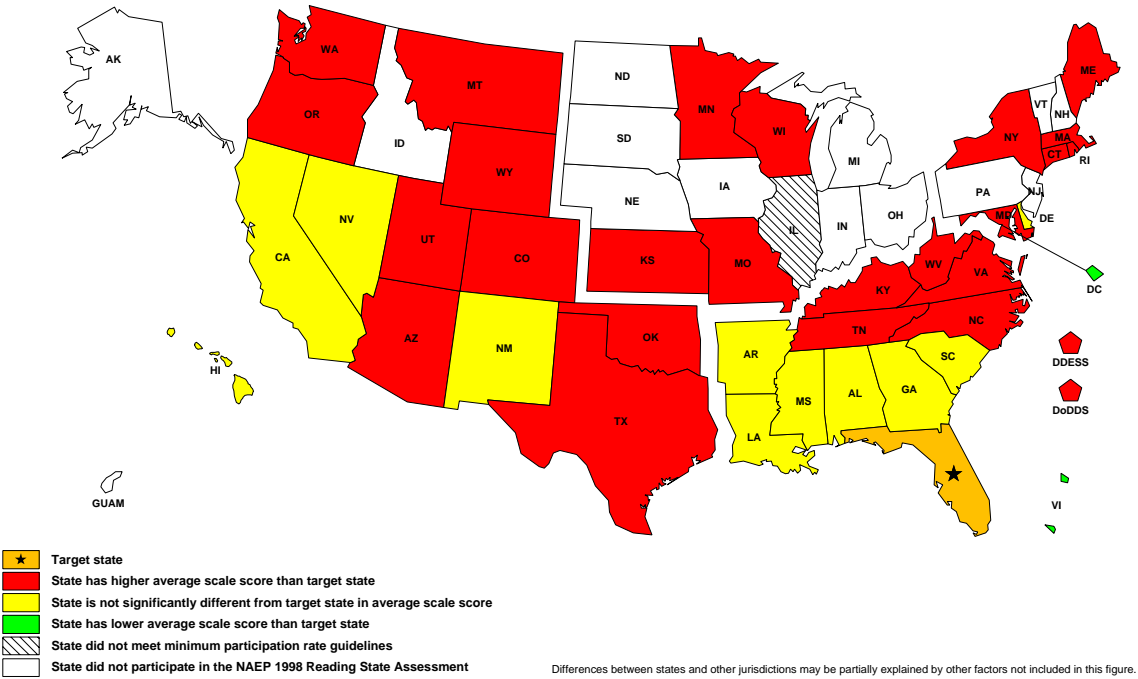 AK
WA
MT
ND
MN
ME
VT
NH
OR
ID
SD
WI
NY
MA
CT
RI
WY
MI
IA
PA
NJ
NE
OH
IN
IL
MD
DE
NV
UT
CO
KS
MO
WV
VA
CA
KY
DC
AZ
NM
OK
TN
NC
AR
SC
DDESS
HI
MS
AL
GA
DoDDS
TX
LA
GUAM
VI
Target state
State has higher average scale score than target state
State is not significantly different from target state in average scale score
State has lower average scale score than target state
State did not meet minimum participation rate guidelines
State did not participate in the NAEP 1998 Reading State Assessment
Differences between states and other jurisdictions may be partially explained by other factors not included in this figure.